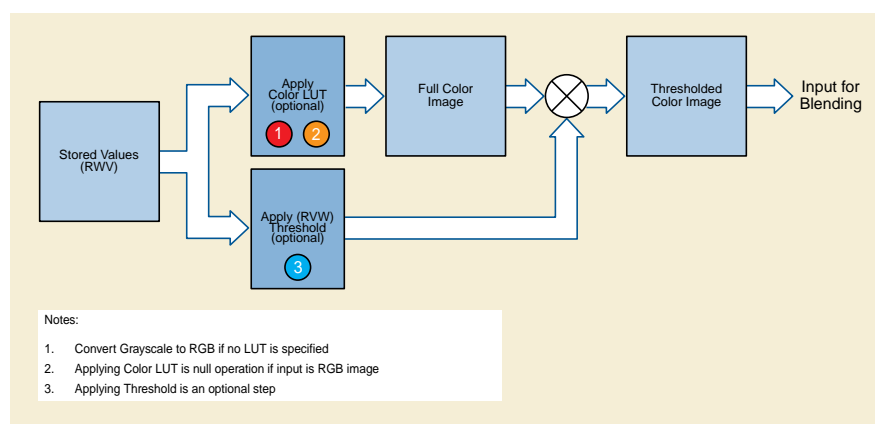 Stored Values
(RWV)
Apply
Color LUT
(optional)
1
2
Full Color
Image
Thresholded
Color Image
Input for
Blending
Apply (RVW)
Threshold
(optional)
3
Notes:
1. Convert Grayscale to RGB if no LUT is specified
2. Applying Color LUT is null operation if input is RGB image
3. Applying Threshold is an optional step